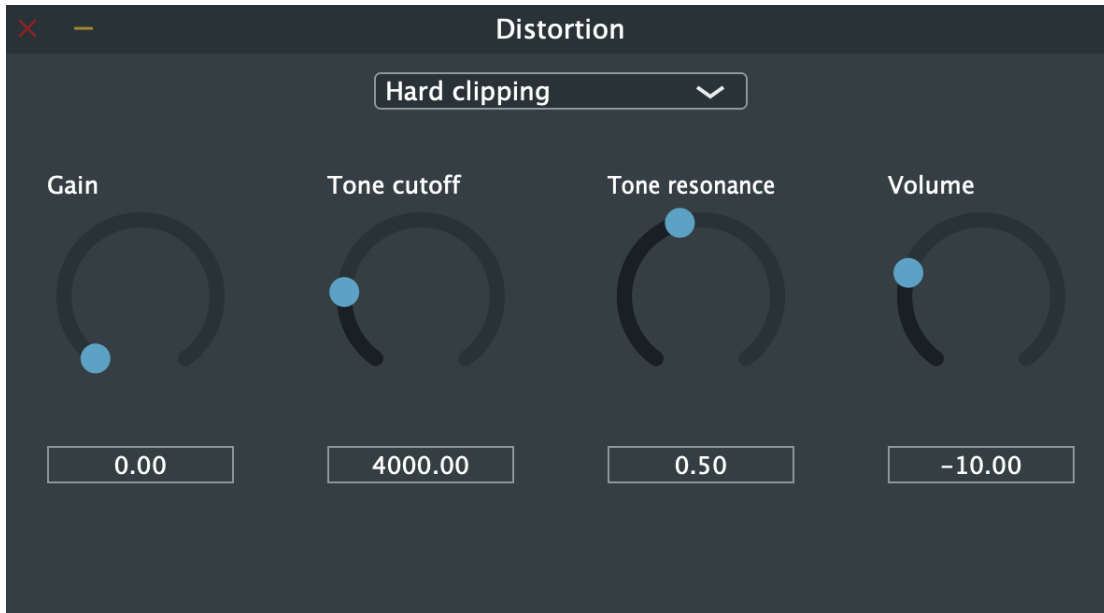 Distortion
Hard clipping
Gain
Tone cutoff
Tone resonance
Volume
0.00
4000.00
0.50
−10.00